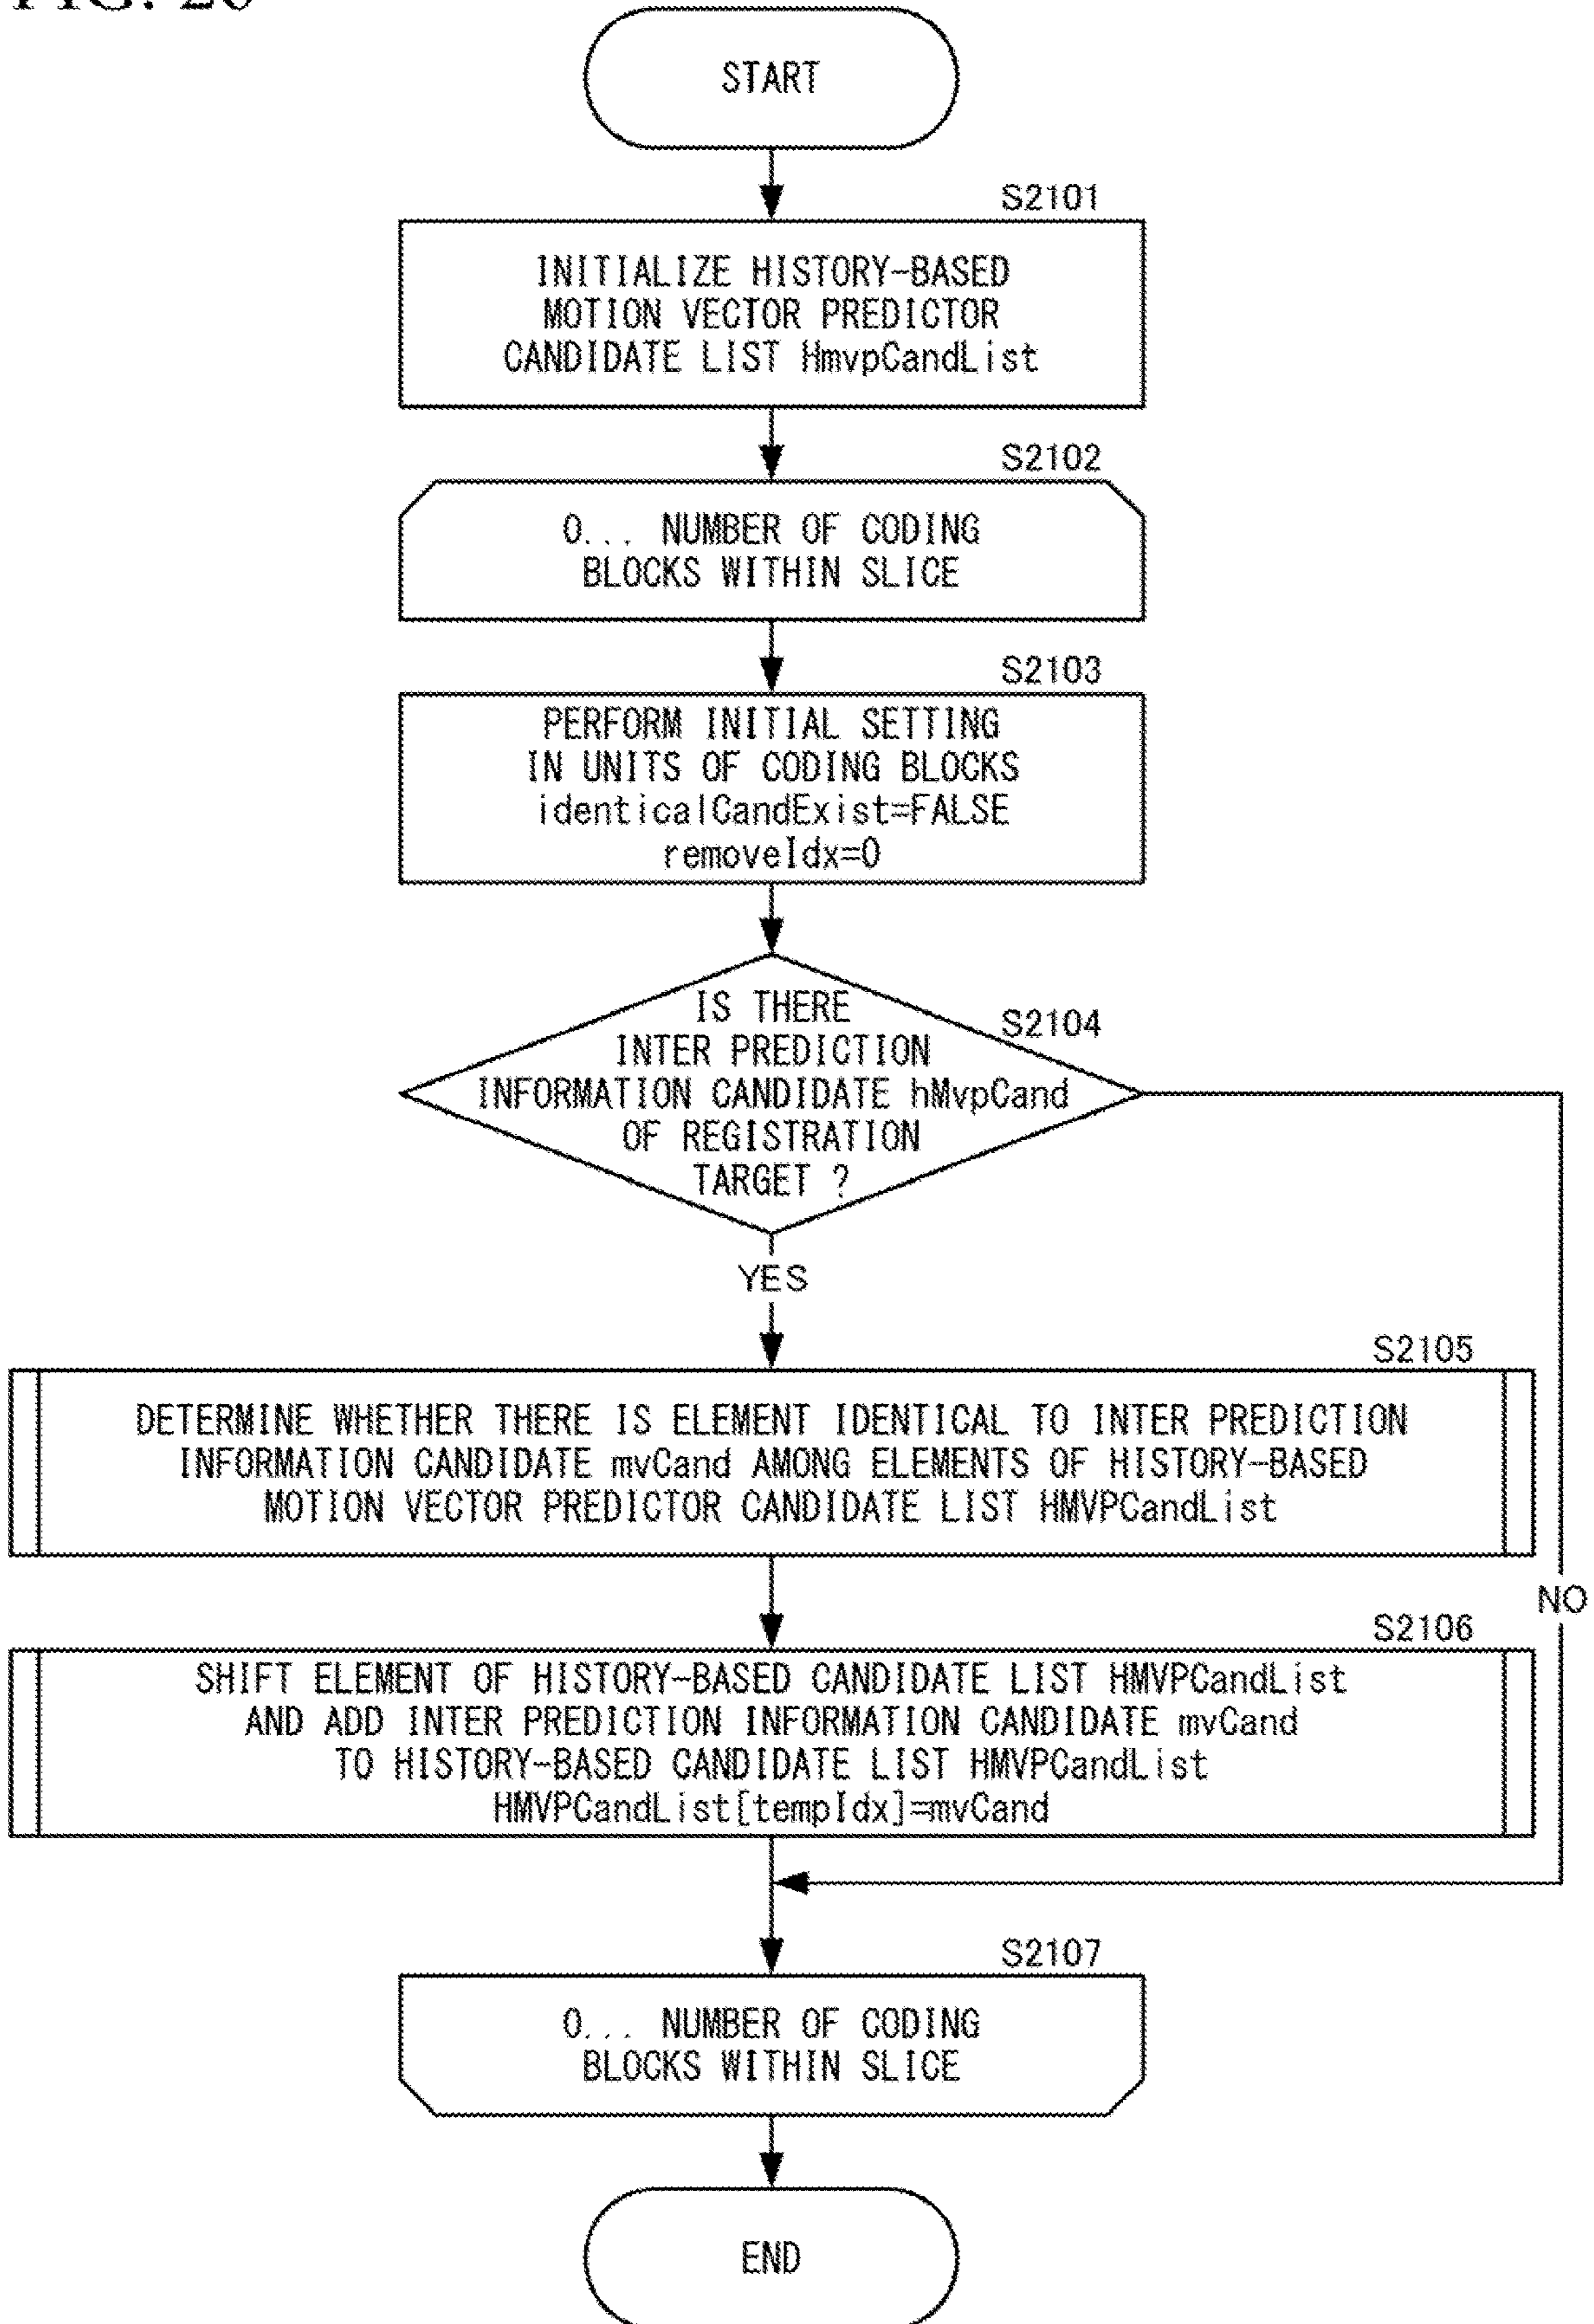 FIG. 26
START
S2101
INITIALIZE HISTORY-BASED
MOTION VECTOR PREDICTOR
CANDIDATE LIST HmvpCandList
S2102
0... NUMBER OF CODING
BLOCKS WITHIN SLICE
S2103
PERFORM INITIAL SETTING
IN UNITS OF CODING BLOCKS
identicalCandExist=FALSE
removeIdx=0
S2104
IS THERE
INTER PREDICTION
INFORMATION CANDIDATE hMvpCand
OF REGISTRATION
TARGET ?
YES
S2105
DETERMINE WHETHER THERE IS ELEMENT IDENTICAL TO INTER PREDICTION
INFORMATION CANDIDATE mvCand AMONG ELEMENTS OF HISTORY-BASED
MOTION VECTOR PREDICTOR CANDIDATE LIST HMVPCandList
NO
S2106
SHIFT ELEMENT OF HISTORY-BASED CANDIDATE LIST HMVPCandList
AND ADD INTER PREDICTION INFORMATION CANDIDATE mvCand
TO HISTORY-BASED CANDIDATE LIST HMVPCandList
HMVPCandList[tempIdx]=mvCand
S2107
0... NUMBER OF CODING
BLOCKS WITHIN SLICE
END